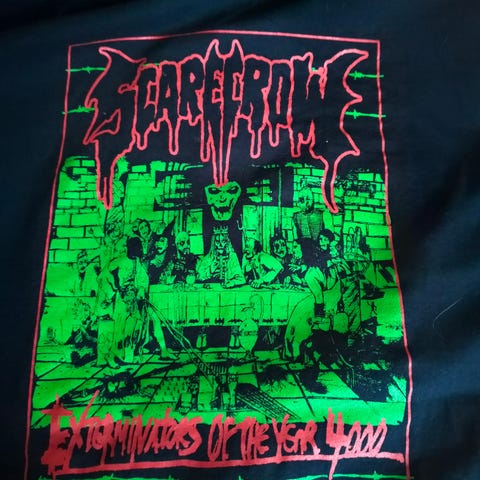 SCARECROW
EXTERMINATORS OF THE YEAR 4000